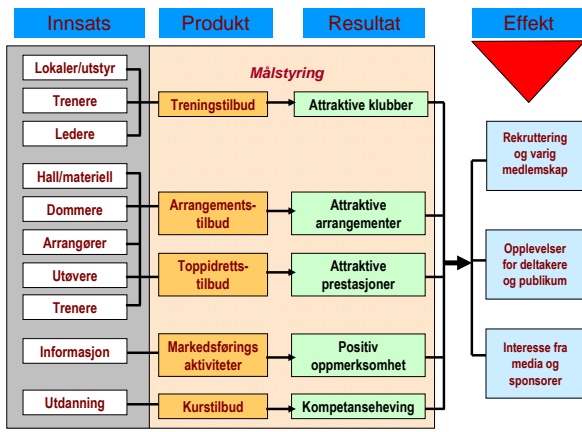 Innsats
Produkt
Resultat
Effekt
Målstyring
Lokaler/utstyr
Trenere
Ledere
Treningstilbud
Attraktive klubber
Hall/materiell
Dommere
Arrangører
Utøvere
Trenere
Arrangements-
tilbud
Attraktive
arrangementer
Toppidretts-
tilbud
Attraktive
prestasjoner
Informasjon
Markedsførings
aktiviteter
Positiv
oppmerksomhet
Utdanning
Kurstilbud
Kompetanseheving
Rekruttering
og varig
medlemskap
Opplevelser
for deltakere
og publikum
Interesse fra
media og
sponsorer